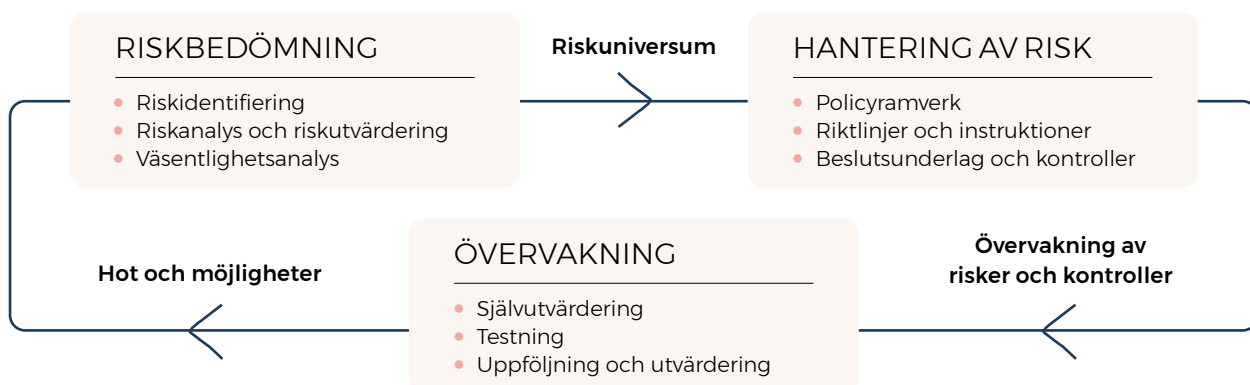 RISKBEDÖMNING
Riskidentifiering
Riskanalys och riskutvärdering
Väsentlighetsanalys
Riskuniversum
HANTERING AV RISK
Policyramverk
Riktlinjer och instruktioner
Beslutsunderlag och kontroller
Övervakning av
risker och kontroller
ÖVERVAKNING
Självutvärdering
Testning
Uppföljning och utvärdering
Hot och möjligheter